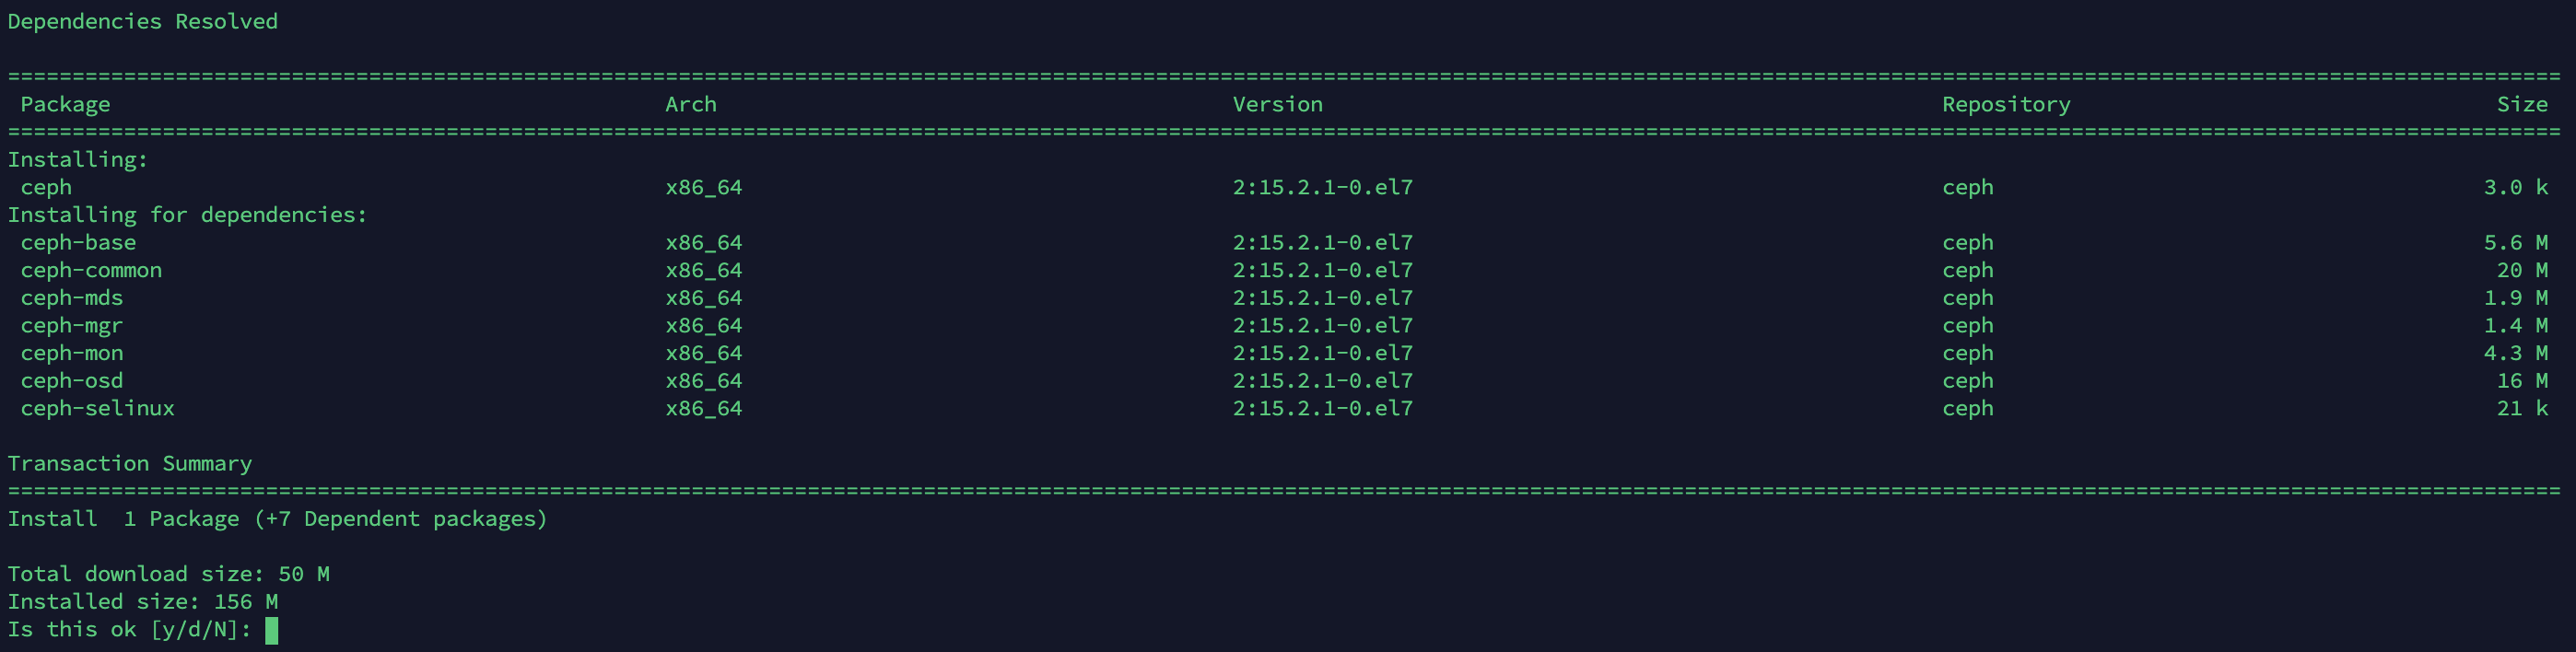 Dependencies Resolved
================================================================================
Package Arch Version Repository Size
================================================================================
Installing:
ceph x86_64 2:15.2.1-0.el7 ceph 3.0 k
Installing for dependencies:
ceph-base x86_64 2:15.2.1-0.el7 ceph 5.6 M
ceph-common x86_64 2:15.2.1-0.el7 ceph 20 M
ceph-mds x86_64 2:15.2.1-0.el7 ceph 1.9 M
ceph-mgr x86_64 2:15.2.1-0.el7 ceph 1.4 M
ceph-mon x86_64 2:15.2.1-0.el7 ceph 4.3 M
ceph-osd x86_64 2:15.2.1-0.el7 ceph 16 M
ceph-selinux x86_64 2:15.2.1-0.el7 ceph 21 k
Transaction Summary
================================================================================
Install  1 Package (+7 Dependent packages)
Total download size: 50 M
Installed size: 156 M
Is this ok [y/d/N]: